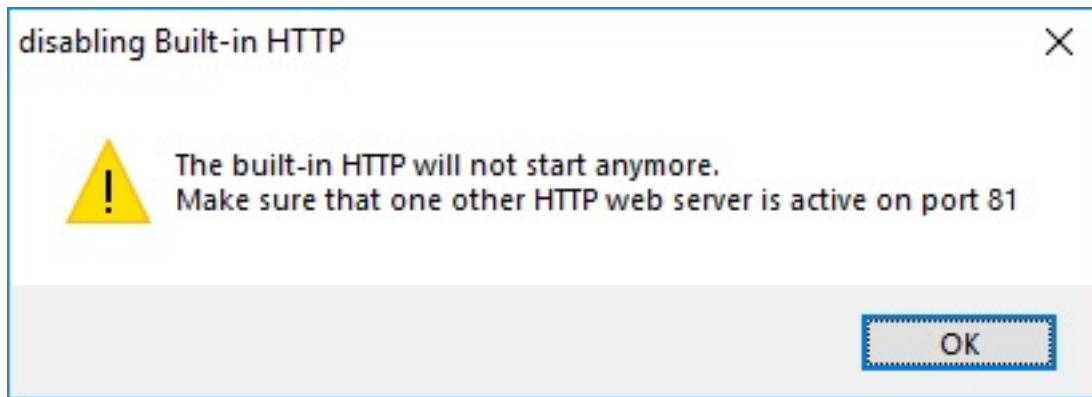 disabling Built-in HTTP
The built-in HTTP will not start anymore.
Make sure that one other HTTP web server is active on port 81
OK